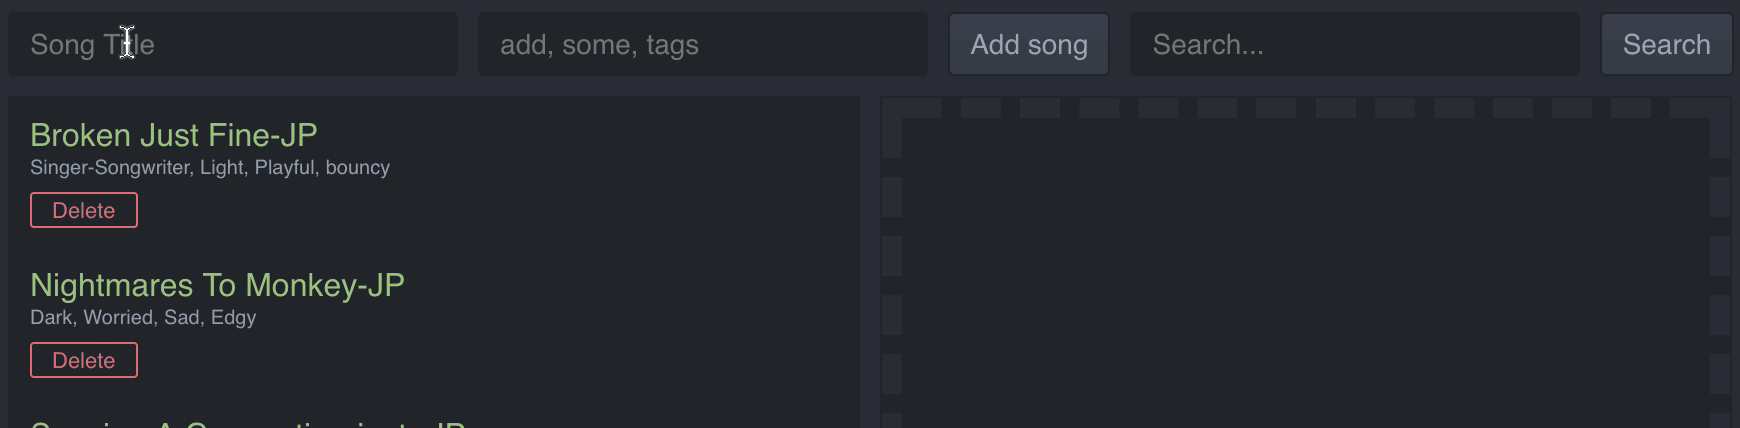 Song Title
add, some, tags
Add song
Search...
Search
Broken Just Fine-JP
Singer-Songwriter, Light, Playful, bouncy
Delete
Nightmares To Monkey-JP
Dark, Worried, Sad, Edgy
Delete